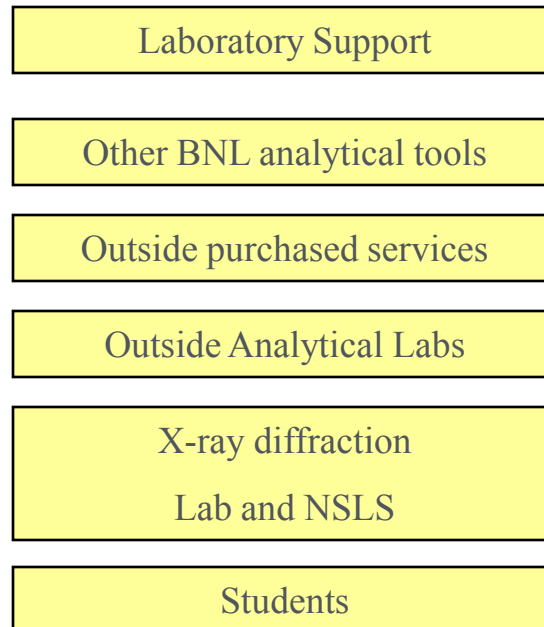 Laboratory Support
Other BNL analytical tools
Outside purchased services
Outside Analytical Labs
X-ray diffraction
Lab and NSLS
Students